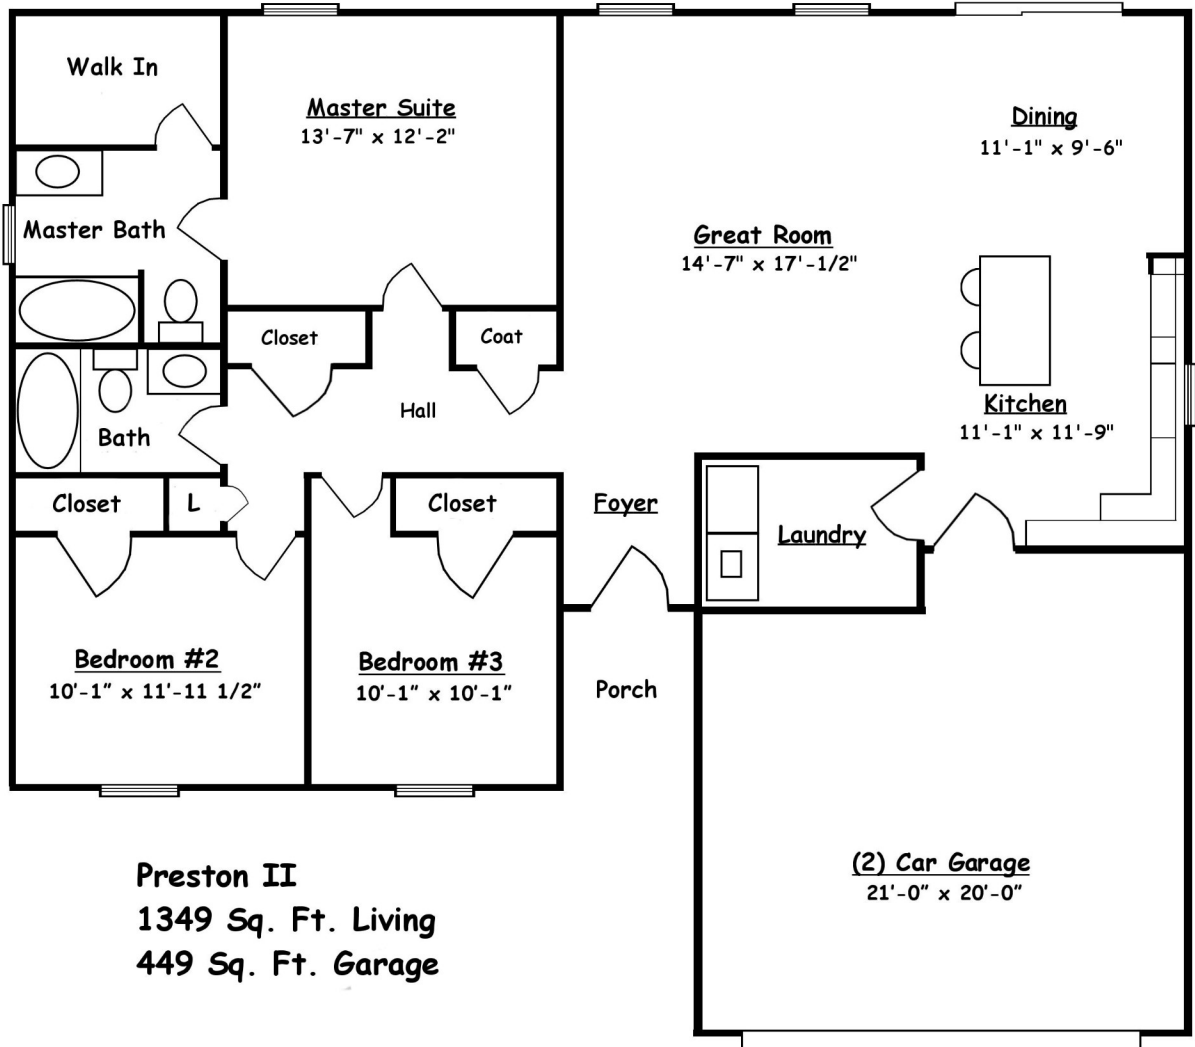 Walk In
Master Suite
13'-7" x 12'-2"
Dining
11'-1" x 9'-6"
Master Bath
Great Room
14'-7" x 17'-1/2"
Closet
Coat
Hall
Kitchen
11'-1" x 11'-9"
Bath
Closet
L
Closet
Foyer
Laundry
Bedroom #2
10'-1" x 11'-11 1/2"
Bedroom #3
10'-1" x 10'-1"
Porch
(2) Car Garage
21'-0" x 20'-0"
Preston II
1349 Sq. Ft. Living
449 Sq. Ft. Garage